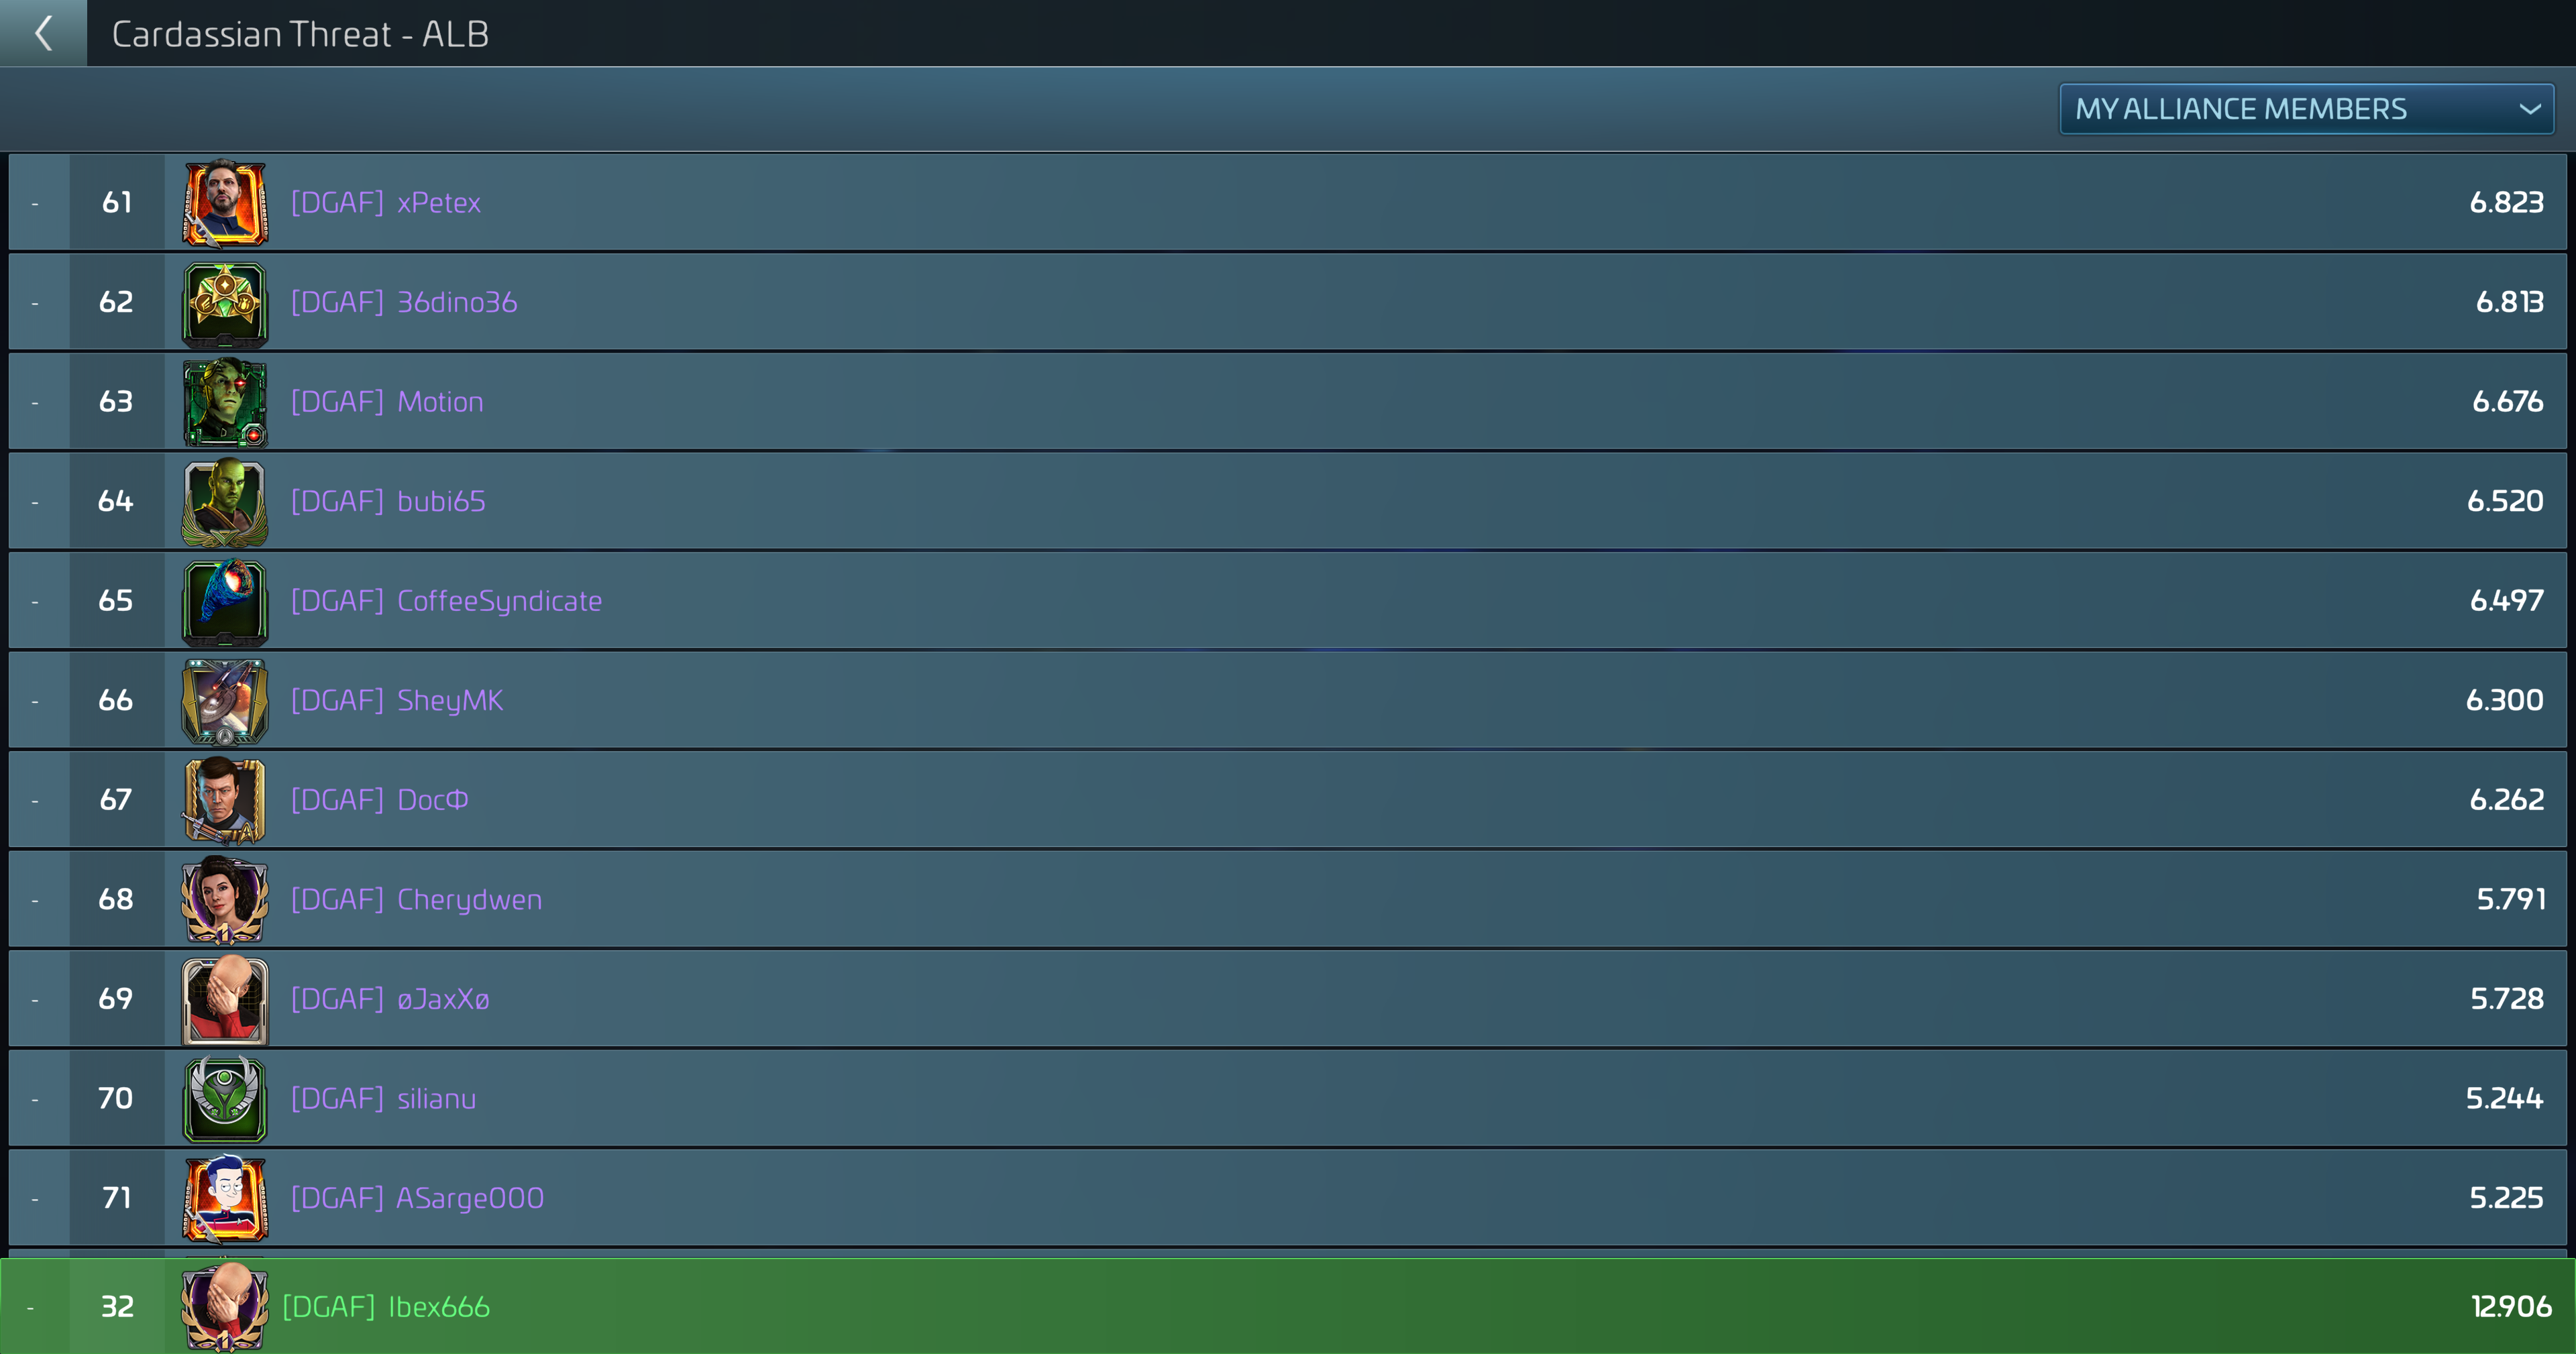 Cardassian Threat - ALB
MY ALLIANCE MEMBERS
- 61 [DGAF] xPetex 6.823
- 62 [DGAF] 36dino36 6.813
- 63 [DGAF] Motion 6.676
- 64 [DGAF] bubi65 6.520
- 65 [DGAF] CoffeeSyndicate 6.497
- 66 [DGAF] SheyMK 6.300
- 67 [DGAF] DocФ 6.262
- 68 [DGAF] Cherydwen 5.791
- 69 [DGAF] øJaxXø 5.728
- 70 [DGAF] silianu 5.244
- 71 [DGAF] ASarge000 5.225
- 32 [DGAF] Ibex666 12.906